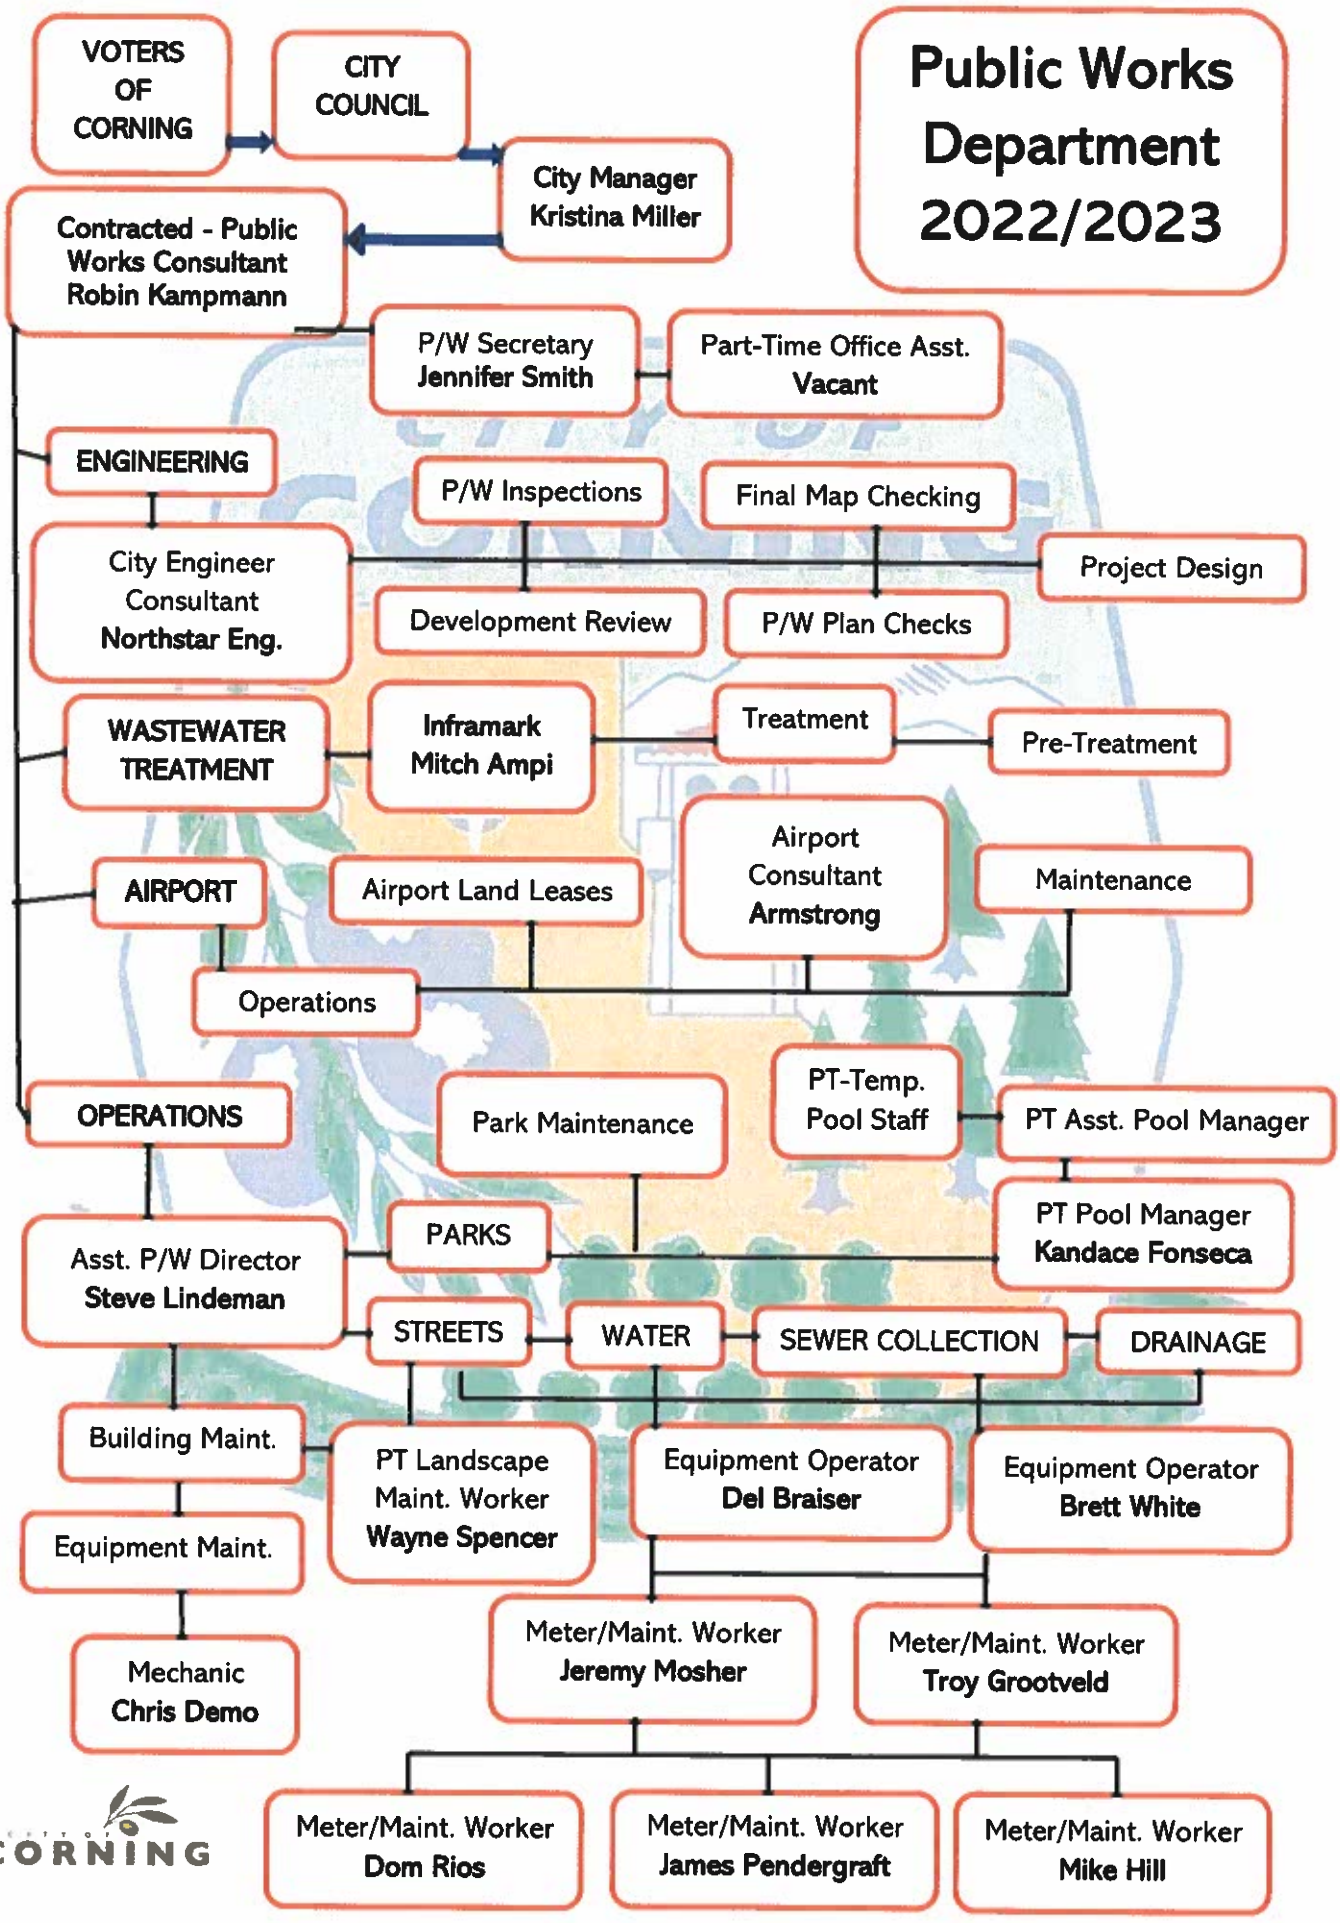 VOTERS
OF
CORNING
CITY
COUNCIL
City Manager
Kristina Miller
Public Works
Department
2022/2023
Contracted - Public
Works Consultant
Robin Kampmann
P/W Secretary
Jennifer Smith
Part-Time Office Asst.
Vacant
CITY OF
CORNING
ENGINEERING
P/W Inspections
Final Map Checking
City Engineer
Consultant
Northstar Eng.
Project Design
Development Review
P/W Plan Checks
WASTEWATER
TREATMENT
Inframark
Mitch Ampi
Treatment
Pre-Treatment
AIRPORT
Airport Land Leases
Airport
Consultant
Armstrong
Maintenance
Operations
OPERATIONS
Park Maintenance
PT-Temp.
Pool Staff
PT Asst. Pool Manager
PT Pool Manager
Kandace Fonseca
Asst. P/W Director
Steve Lindeman
PARKS
STREETS
WATER
SEWER COLLECTION
DRAINAGE
Building Maint.
PT Landscape
Maint. Worker
Wayne Spencer
Equipment Operator
Del Braiser
Equipment Operator
Brett White
Equipment Maint.
Mechanic
Chris Demo
Meter/Maint. Worker
Jeremy Mosher
Meter/Maint. Worker
Troy Grootveld
Meter/Maint. Worker
Dom Rios
Meter/Maint. Worker
James Pendergraft
Meter/Maint. Worker
Mike Hill
CITY OF
CORNING